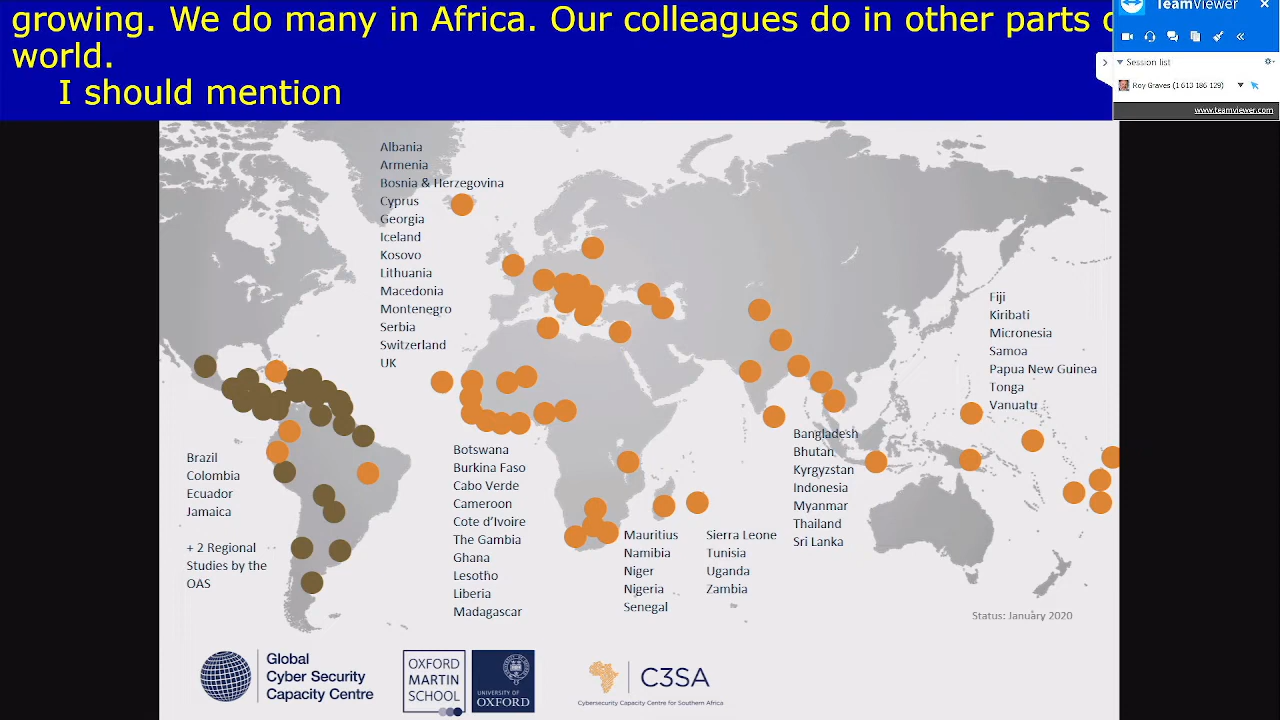 growing. We do many in Africa. Our colleagues do in other parts
world.
I should mention
TeamViewer
Session list
Roy Graves (1 613 186 129)
www.teamviewer.com
Albania
Armenia
Bosnia & Herzegovina
Cyprus
Georgia
Iceland
Kosovo
Lithuania
Macedonia
Montenegro
Serbia
Switzerland
UK
Fiji
Kiribati
Micronesia
Samoa
Papua New Guinea
Tonga
Vanuatu
Brazil
Colombia
Ecuador
Jamaica
+ 2 Regional
Studies by the
OAS
Botswana
Burkina Faso
Cabo Verde
Cameroon
Cote d'Ivoire
The Gambia
Ghana
Lesotho
Liberia
Madagascar
Mauritius
Namibia
Niger
Nigeria
Senegal
Sierra Leone
Tunisia
Uganda
Zambia
Bangladesh
Bhutan
Kyrgyzstan
Indonesia
Myanmar
Thailand
Sri Lanka
Status: January 2020
Global
Cyber Security
Capacity Centre
OXFORD
MARTIN
SCHOOL
UNIVERSITY OF
OXFORD
C3SA
Cybersecurity Capacity Centre for Southern Africa